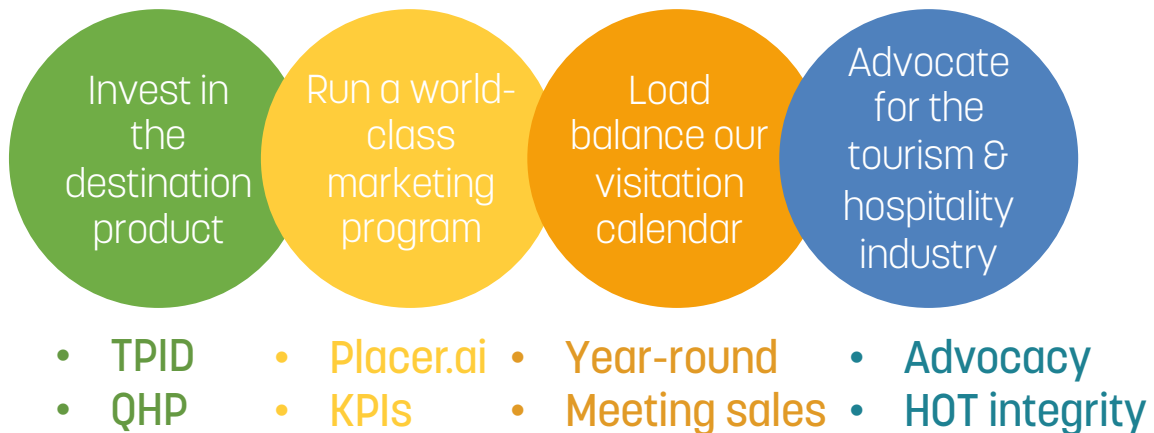 Invest in
the
destination
product
Run a world-
class
marketing
program
Load
balance our
visitation
calendar
Advocate
for the
tourism &
hospitality
industry
• TPID
• QHP
• Placer.ai
• KPIs
• Year-round
• Meeting sales
• Advocacy
• HOT integrity